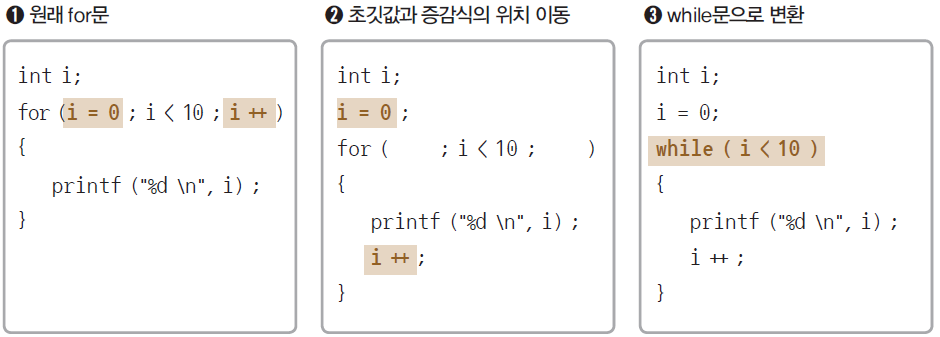 ❶ 원래 for문
int i;
for (i = 0 ; i < 10 ; i ++ )
{
printf ("%d \n", i) ;
}
❷ 초깃값과 증감식의 위치 이동
int i;
i = 0 ;
for ( ; i < 10 ; )
{
printf ("%d \n", i) ;
i ++ ;
}
❸ while문으로 변환
int i;
i = 0;
while ( i < 10 )
{
printf ("%d \n", i) ;
i ++ ;
}